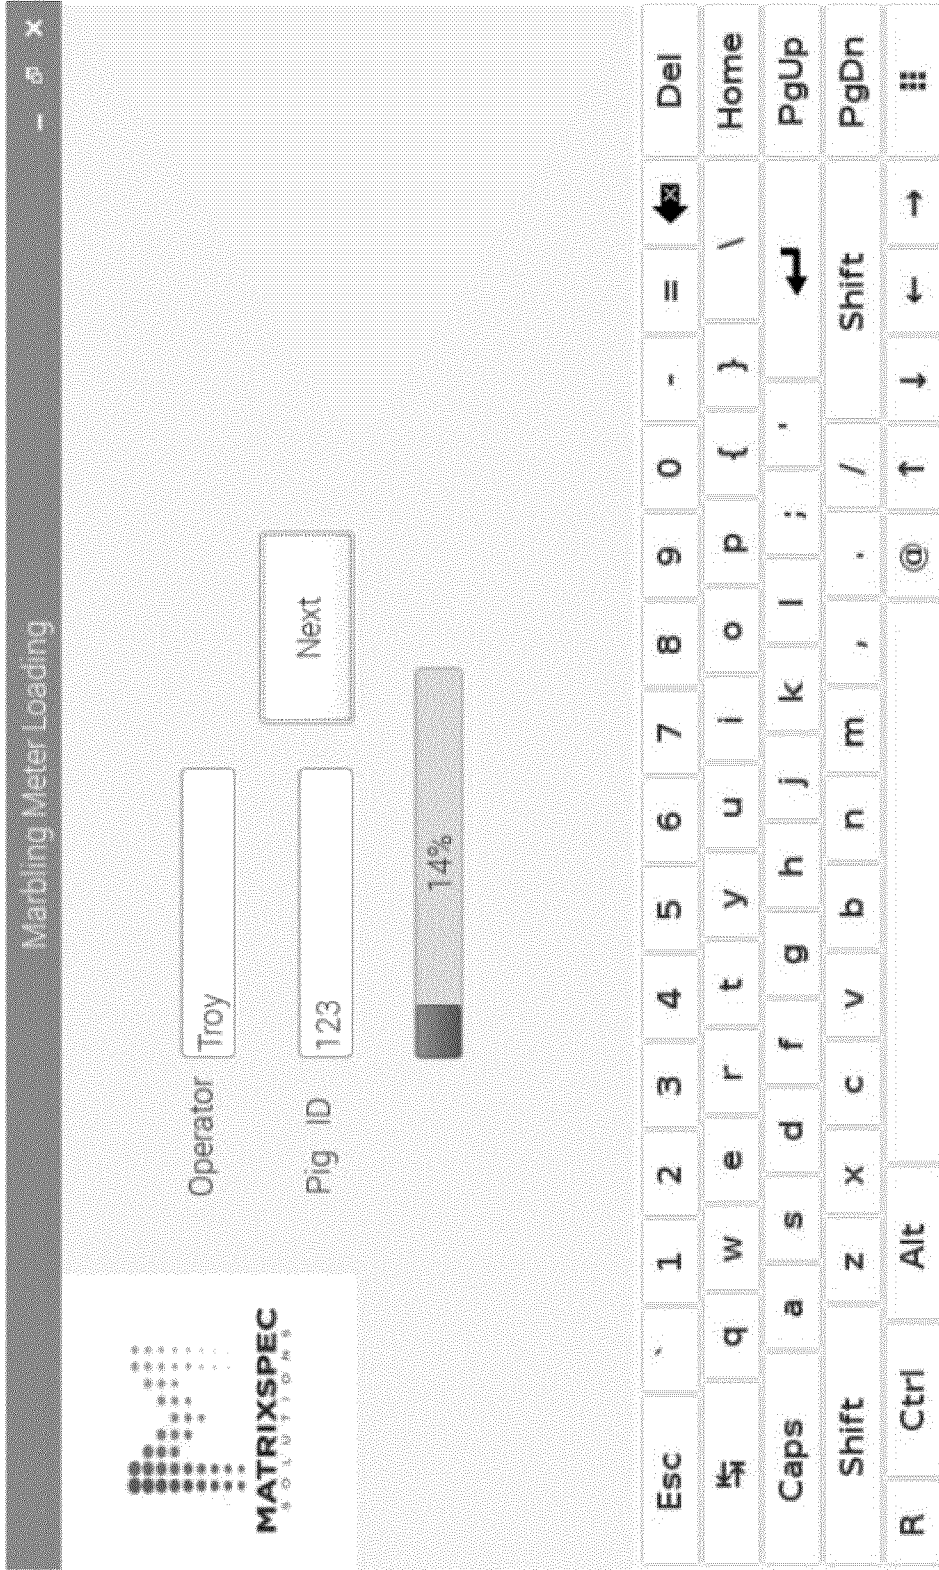 Marbling Meter Loading
MATRIXSPEC
SOLUTIONS
Operator Troy
Pig ID 123
Next
14%
Esc ` 1 2 3 4 5 6 7 8 9 0 - = Del
q w e r t y u i o p { } \ Home
Caps a s d f g h j k l ; ' PgUp
Shift z x c v b n m , . / Shift PgDn
R Ctrl Alt @ ↑ ↓ ← →